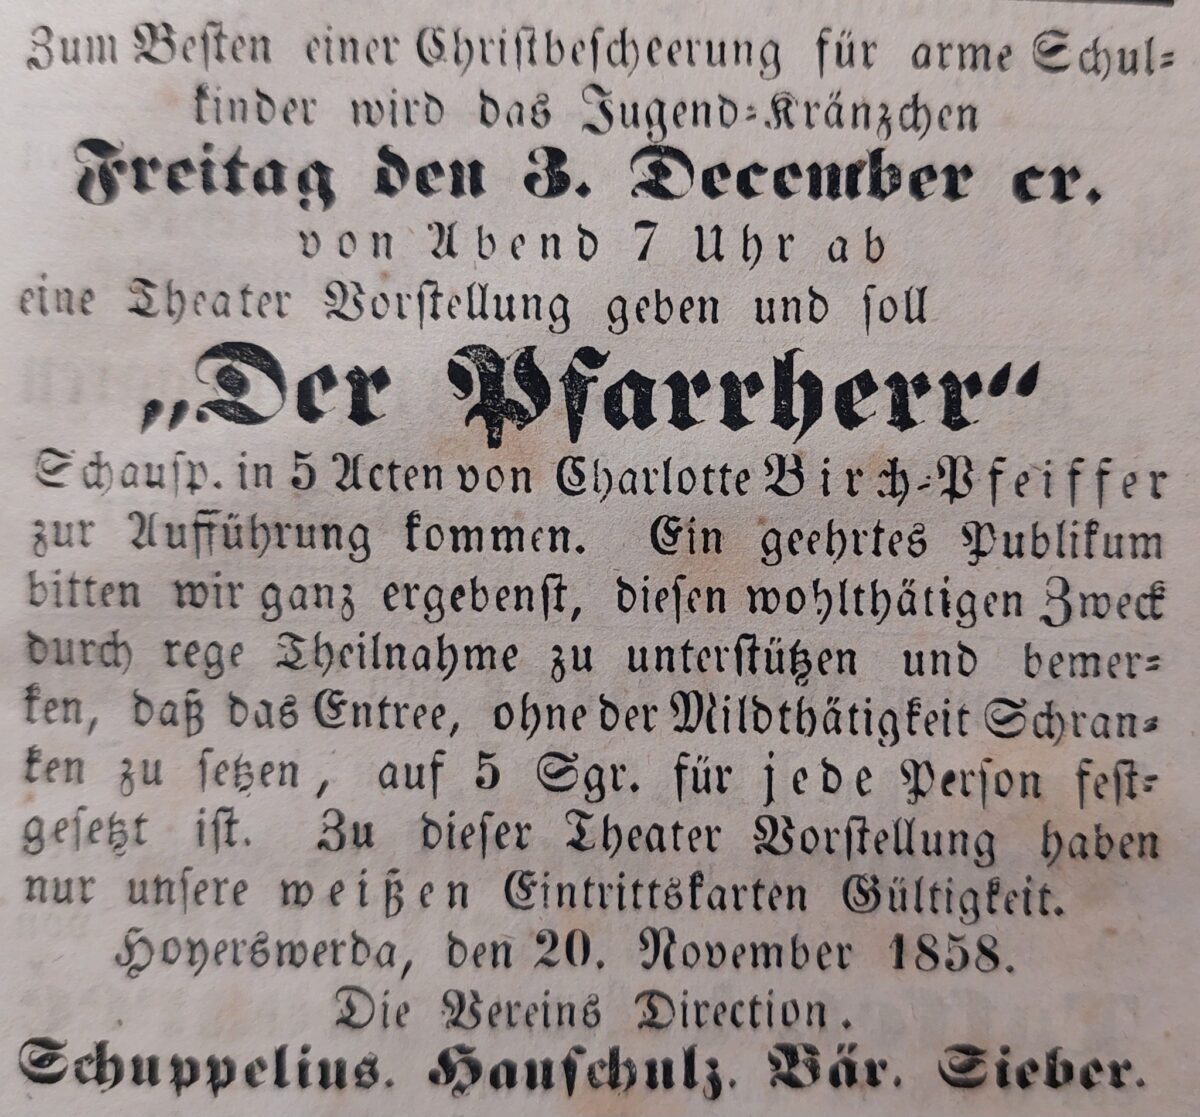 Zum Besten einer Christbescheerung für arme Schul-
kinder wird das Jugend-Kränzchen
Freitag den 3. December cr.
von Abend 7 Uhr ab
eine Theater Vorstellung geben und soll
„Der Pfarrherr“
Schausp. in 5 Acten von Charlotte Birch-Pfeiffer
zur Aufführung kommen. Ein geehrtes Publikum
bitten wir ganz ergebenst, diesen wohlthätigen Zweck
durch rege Theilnahme zu unterstützen und bemer-
ken, daß das Entree, ohne der Mildthätigkeit Schran-
ken zu setzen, auf 5 Sgr. für jede Person fest-
gesetzt ist. Zu dieser Theater Vorstellung haben
nur unsere weißen Eintrittskarten Gültigkeit.
Hoyerswerda, den 20. November 1858.
Die Vereins Direction.
Schuppelius. Hauschulz. Bär. Sieber.